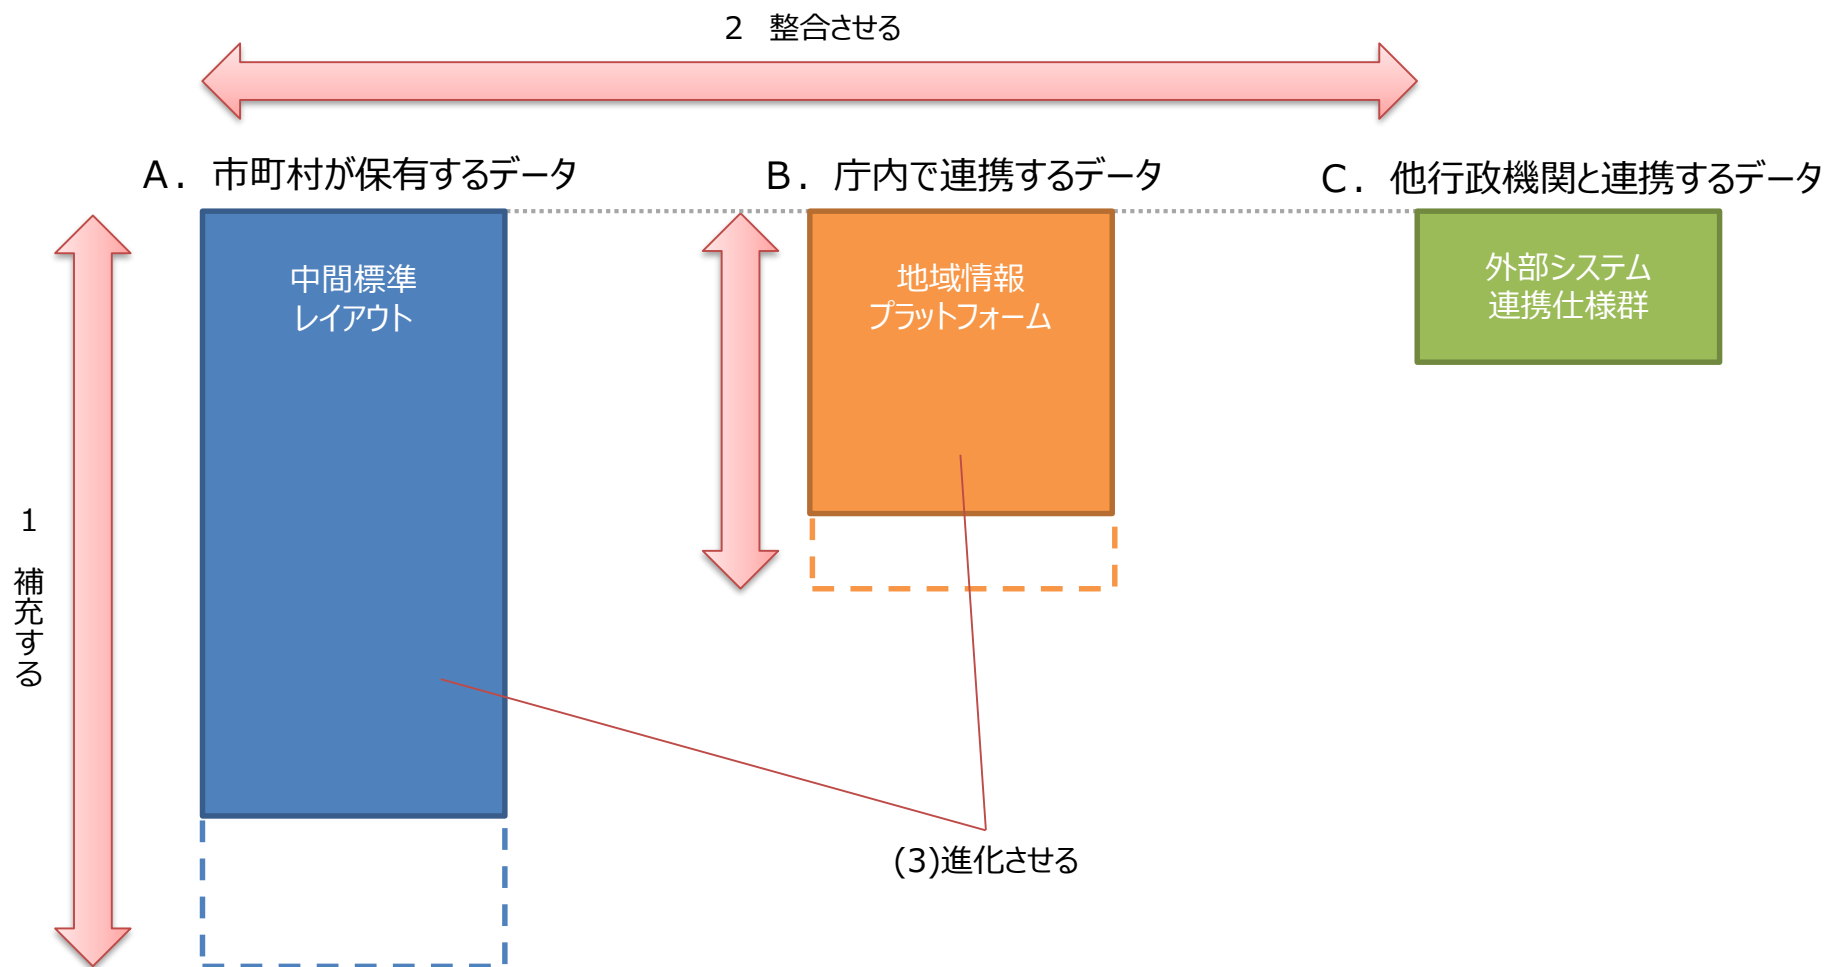 ２　整合させる
Ａ．市町村が保有するデータ
Ｂ．庁内で連携するデータ
Ｃ．他行政機関と連携するデータ
中間標準
レイアウト
地域情報
プラットフォーム
外部システム
連携仕様群
１　補充する
(3)進化させる